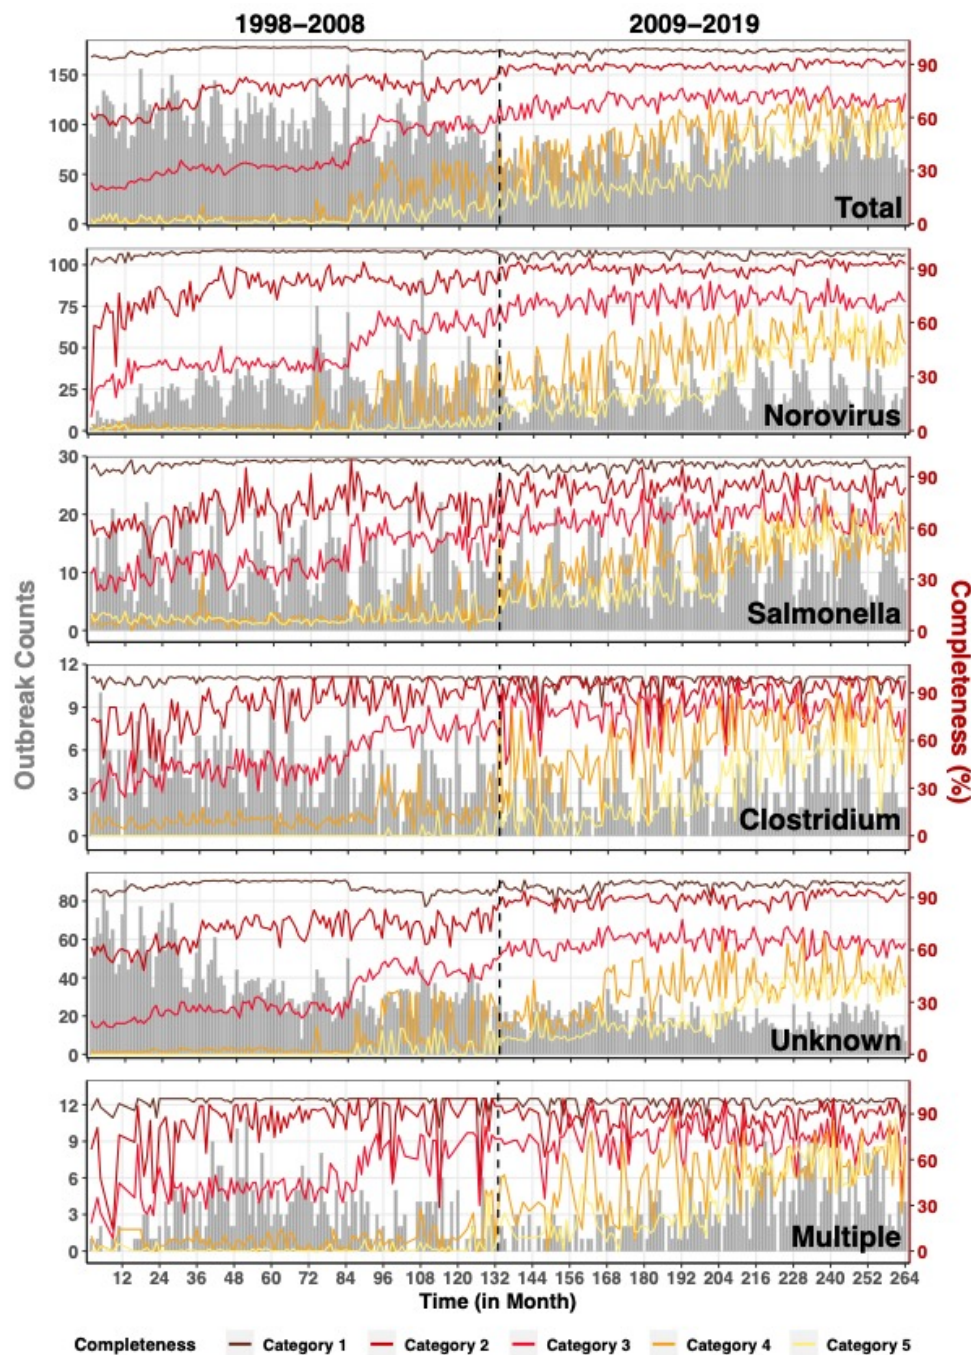 1998–2008 2009–2019
150 90
100 60
50 30
0 0
Total
100 90
75 60
50 30
25
0 0
Norovirus
30 90
20 60
10 30
0 0
Salmonella
12 90
9 60
6 30
3
0 0
Clostridium
80 90
60 60
40 30
20
0 0
Unknown
12 90
9 60
6 30
3
0 0
Multiple
Outbreak Counts
Completeness (%)
12 24 36 48 60 72 84 96 108 120 132 144 156 168 180 192 204 216 228 240 252 264
Time (in Month)
Completeness Category 1 Category 2 Category 3 Category 4 Category 5